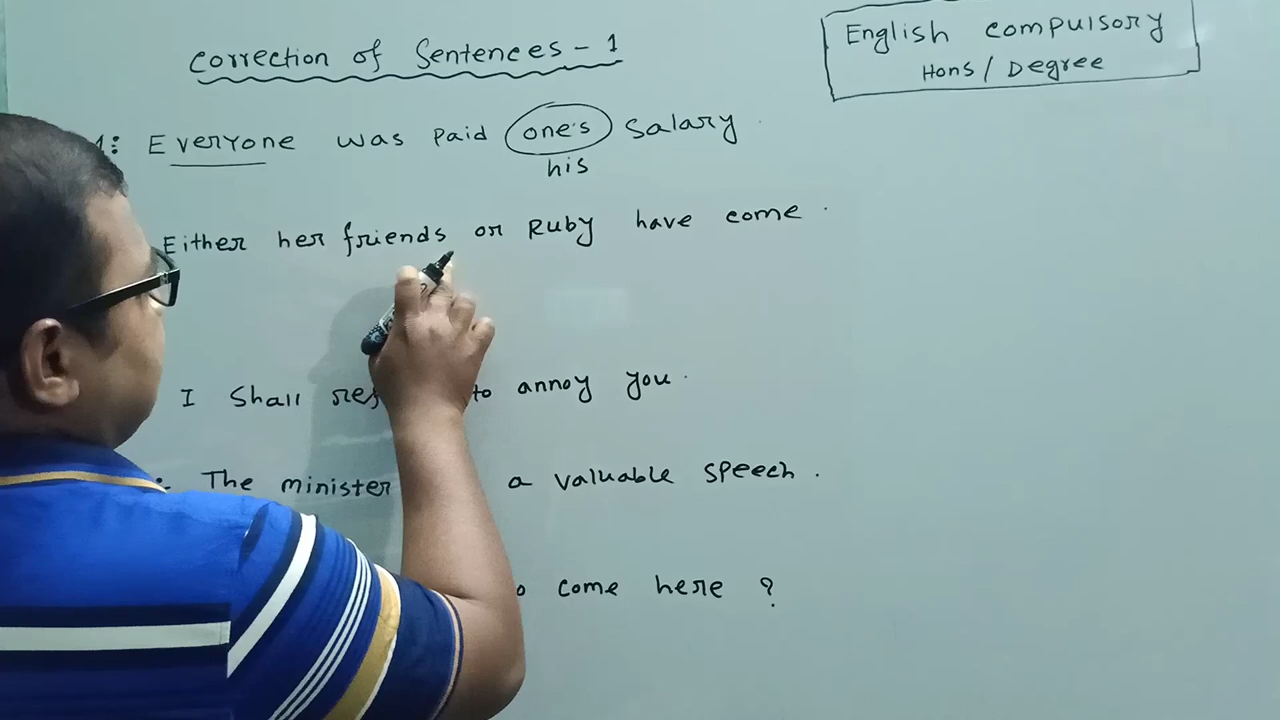 Correction of Sentences - 1
English compulsory
Hons / Degree
1: Everyone was paid one's salary.
his
Either her friends or Ruby have come.
I shall to annoy you.
The minister a valuable speech.
come here ?